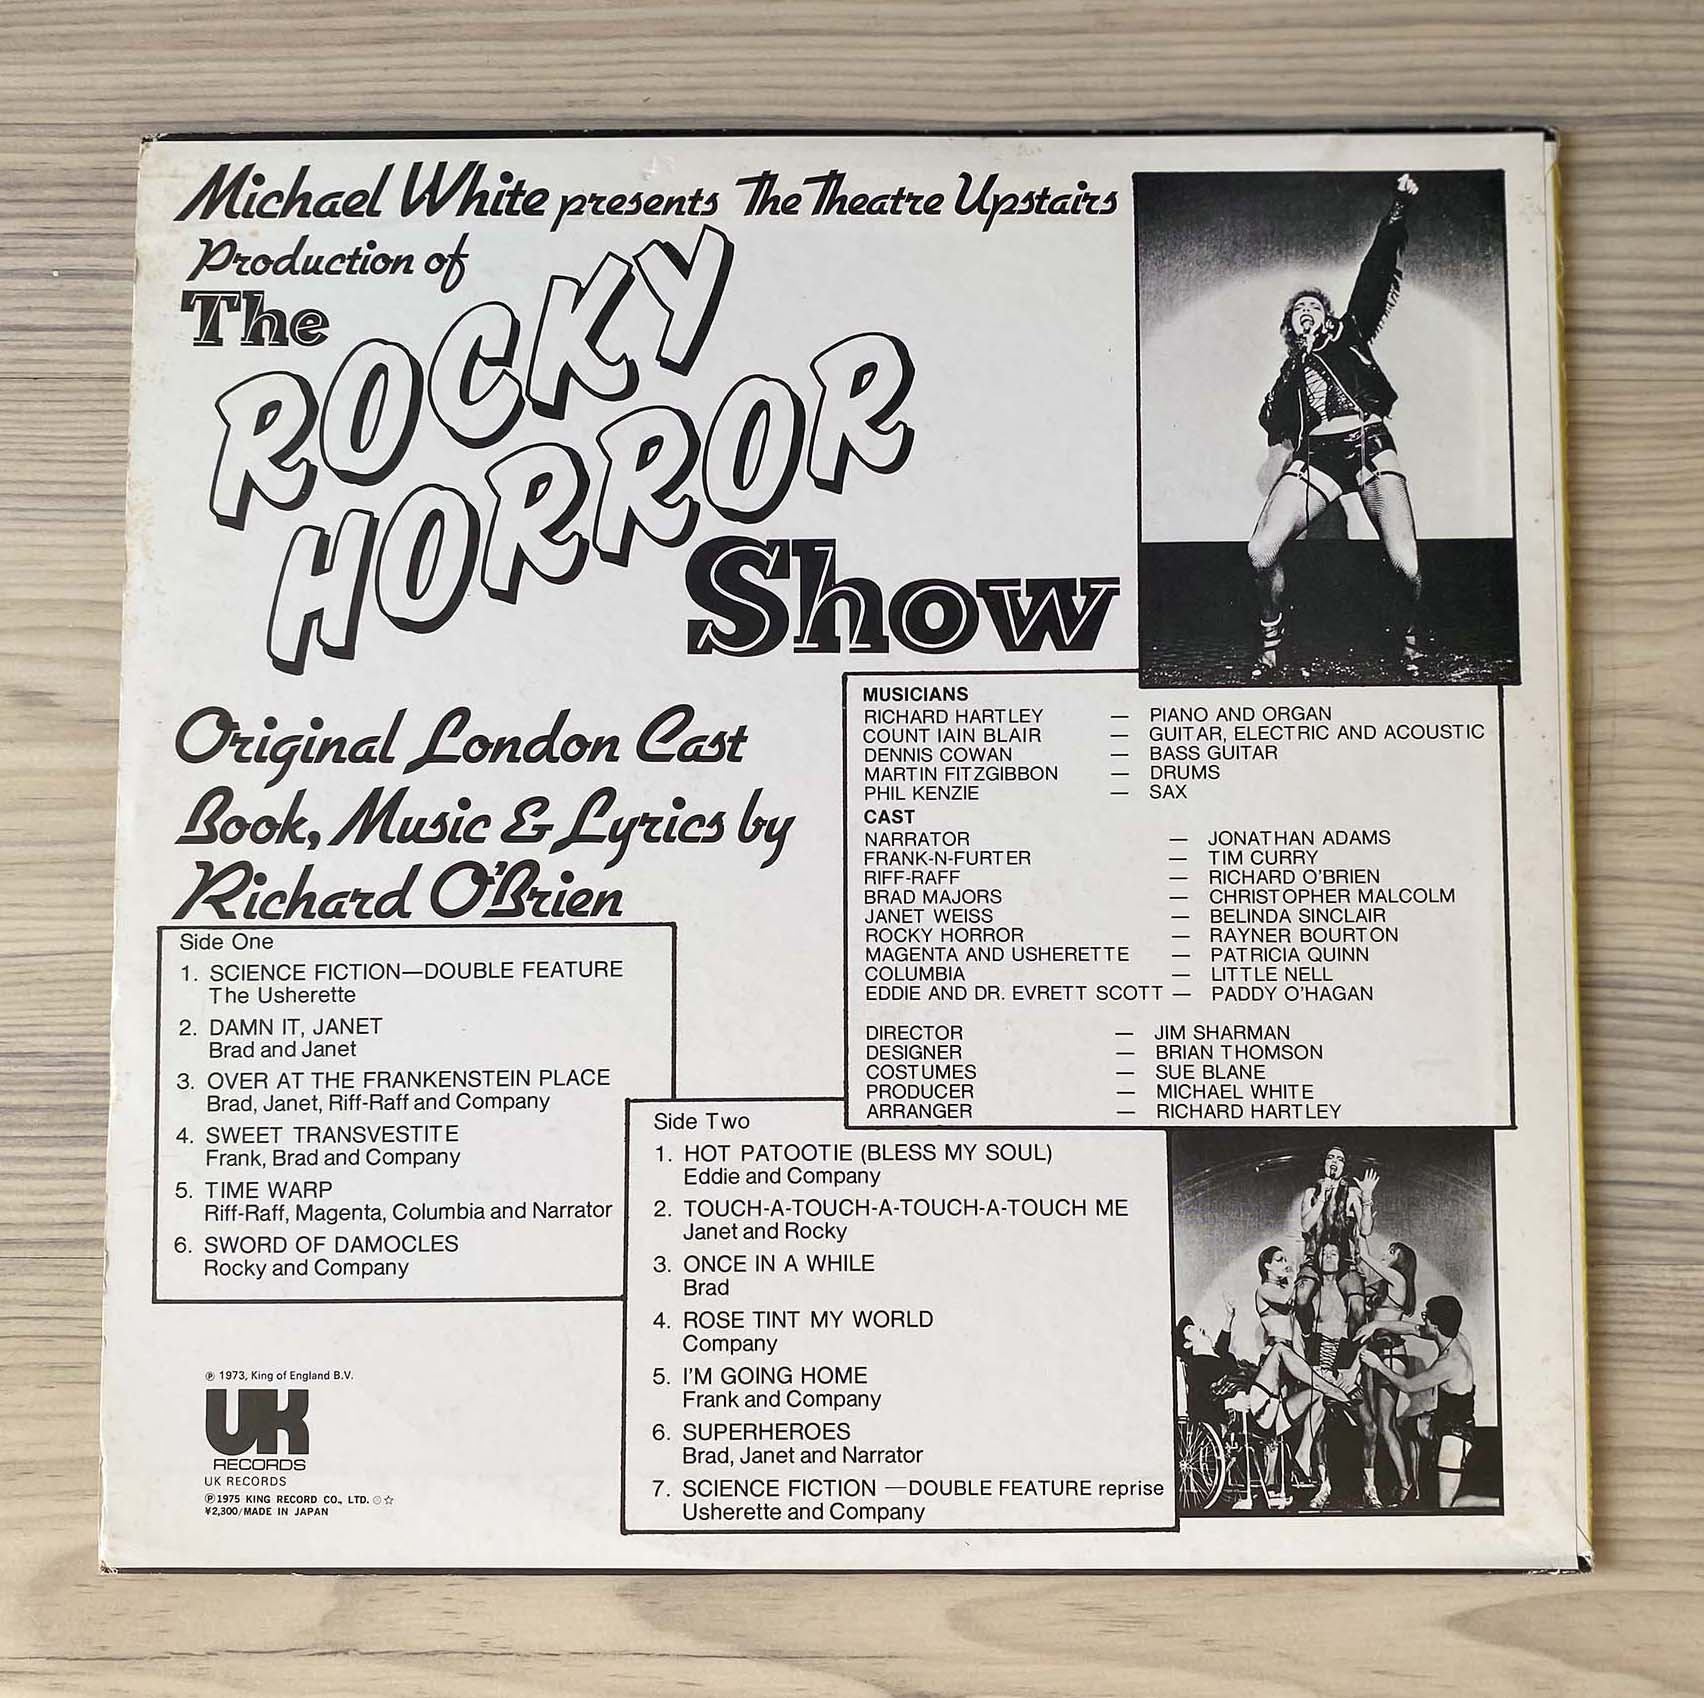 Michael White presents The Theatre Upstairs
Production of
The
ROCKY
HORROR
Show
Original London Cast
Book, Music & Lyrics by
Richard O'Brien
MUSICIANS
RICHARD HARTLEY — PIANO AND ORGAN
COUNT IAIN BLAIR — GUITAR, ELECTRIC AND ACOUSTIC
DENNIS COWAN — BASS GUITAR
MARTIN FITZGIBBON — DRUMS
PHIL KENZIE — SAX
CAST
NARRATOR — JONATHAN ADAMS
FRANK-N-FURTER — TIM CURRY
RIFF-RAFF — RICHARD O'BRIEN
BRAD MAJORS — CHRISTOPHER MALCOLM
JANET WEISS — BELINDA SINCLAIR
ROCKY HORROR — RAYNER BOURTON
MAGENTA AND USHERETTE — PATRICIA QUINN
COLUMBIA — LITTLE NELL
EDDIE AND DR. EVRETT SCOTT — PADDY O'HAGAN
DIRECTOR — JIM SHARMAN
DESIGNER — BRIAN THOMSON
COSTUMES — SUE BLANE
PRODUCER — MICHAEL WHITE
ARRANGER — RICHARD HARTLEY
Side One
1. SCIENCE FICTION—DOUBLE FEATURE
The Usherette
2. DAMN IT, JANET
Brad and Janet
3. OVER AT THE FRANKENSTEIN PLACE
Brad, Janet, Riff-Raff and Company
4. SWEET TRANSVESTITE
Frank, Brad and Company
5. TIME WARP
Riff-Raff, Magenta, Columbia and Narrator
6. SWORD OF DAMOCLES
Rocky and Company
Side Two
1. HOT PATOOTIE (BLESS MY SOUL)
Eddie and Company
2. TOUCH-A-TOUCH-A-TOUCH-A-TOUCH ME
Janet and Rocky
3. ONCE IN A WHILE
Brad
4. ROSE TINT MY WORLD
Company
5. I'M GOING HOME
Frank and Company
6. SUPERHEROES
Brad, Janet and Narrator
7. SCIENCE FICTION —DOUBLE FEATURE reprise
Usherette and Company
℗ 1973, King of England B.V.
UK
RECORDS
UK RECORDS
℗1975 KING RECORD CO., LTD. ◎☆
¥2,300/MADE IN JAPAN